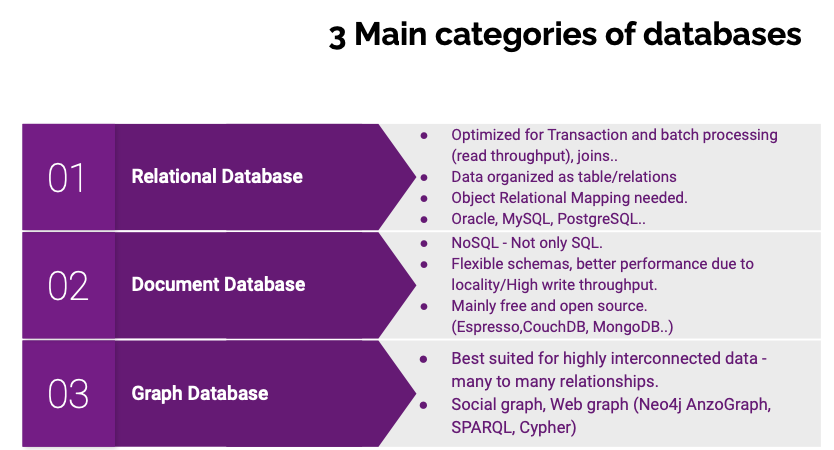 3 Main categories of databases
01
Relational Database
● Optimized for Transaction and batch processing
(read throughput), joins..
● Data organized as table/relations
● Object Relational Mapping needed.
● Oracle, MySQL, PostgreSQL..
02
Document Database
● NoSQL - Not only SQL.
● Flexible schemas, better performance due to
locality/High write throughput.
● Mainly free and open source.
(Espresso,CouchDB, MongoDB..)
03
Graph Database
● Best suited for highly interconnected data -
many to many relationships.
● Social graph, Web graph (Neo4j AnzoGraph,
SPARQL, Cypher)